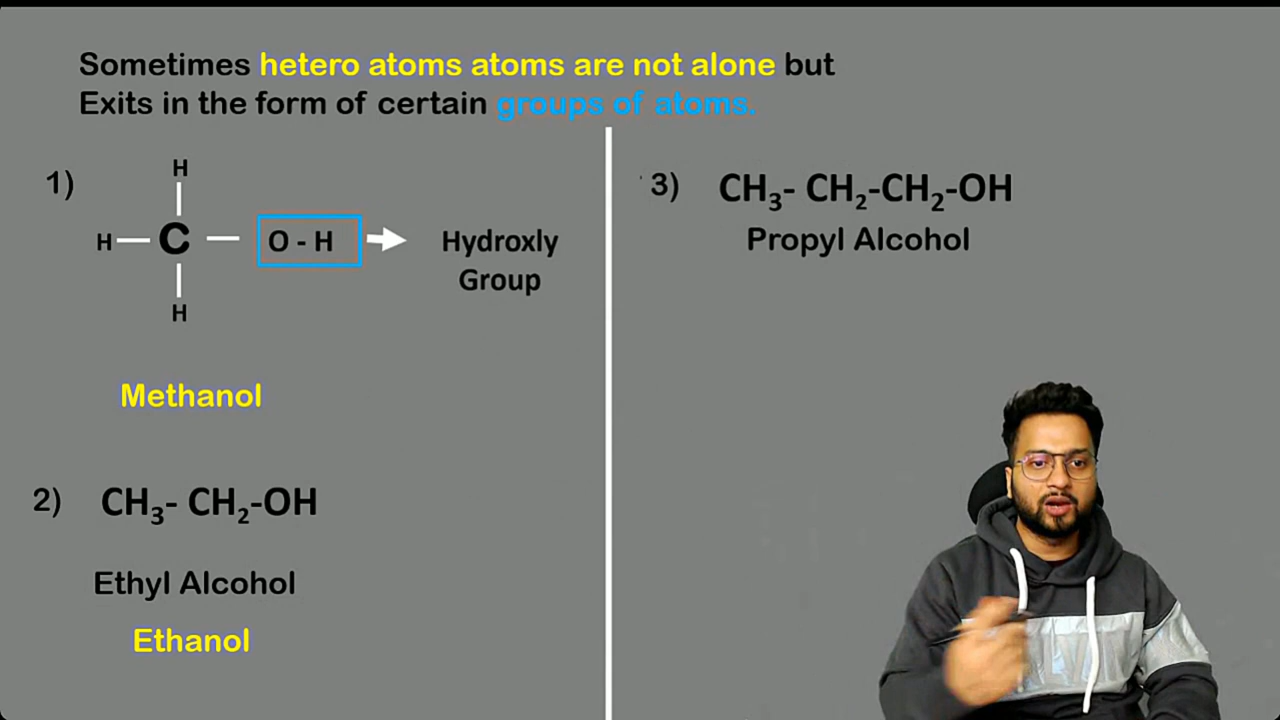 Sometimes hetero atoms atoms are not alone but
Exits in the form of certain groups of atoms.
1)
H
H C O - H
H
Hydroxly
Group
Methanol
2) CH₃- CH₂-OH
Ethyl Alcohol
Ethanol
3) CH₃- CH₂-CH₂-OH
Propyl Alcohol